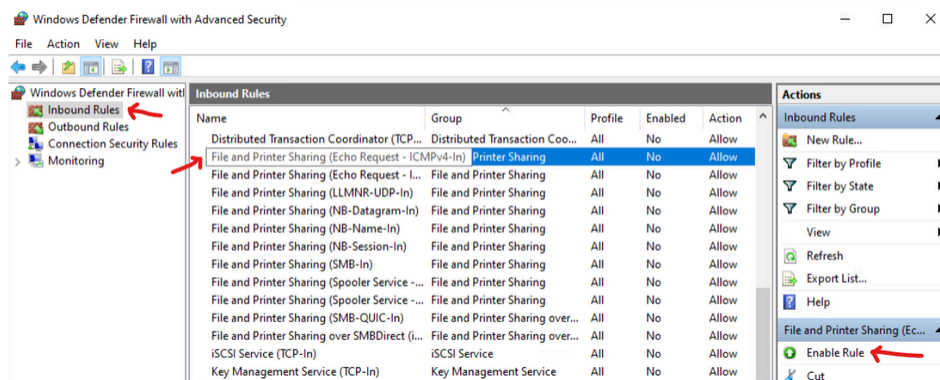 Windows Defender Firewall with Advanced Security
File Action View Help
Windows Defender Firewall wit
Inbound Rules
Outbound Rules
Connection Security Rules
Monitoring
Inbound Rules
Name Group Profile Enabled Action
Distributed Transaction Coordinator (TCP... Distributed Transaction Coo... All No Allow
File and Printer Sharing (Echo Request - ICMPv4-In) Printer Sharing All No Allow
File and Printer Sharing (Echo Request - I... File and Printer Sharing All No Allow
File and Printer Sharing (LLMNR-UDP-In) File and Printer Sharing All No Allow
File and Printer Sharing (NB-Datagram-In) File and Printer Sharing All No Allow
File and Printer Sharing (NB-Name-In) File and Printer Sharing All No Allow
File and Printer Sharing (NB-Session-In) File and Printer Sharing All No Allow
File and Printer Sharing (SMB-In) File and Printer Sharing All No Allow
File and Printer Sharing (Spooler Service -... File and Printer Sharing All No Allow
File and Printer Sharing (Spooler Service -... File and Printer Sharing All No Allow
File and Printer Sharing (SMB-QUIC-In) File and Printer Sharing over... All No Allow
File and Printer Sharing over SMBDirect (i... File and Printer Sharing over... All No Allow
iSCSI Service (TCP-In) iSCSI Service All No Allow
Key Management Service (TCP-In) Key Management Service All No Allow
Actions
Inbound Rules
New Rule...
Filter by Profile
Filter by State
Filter by Group
View
Refresh
Export List...
Help
File and Printer Sharing (Ec...
Enable Rule
Cut